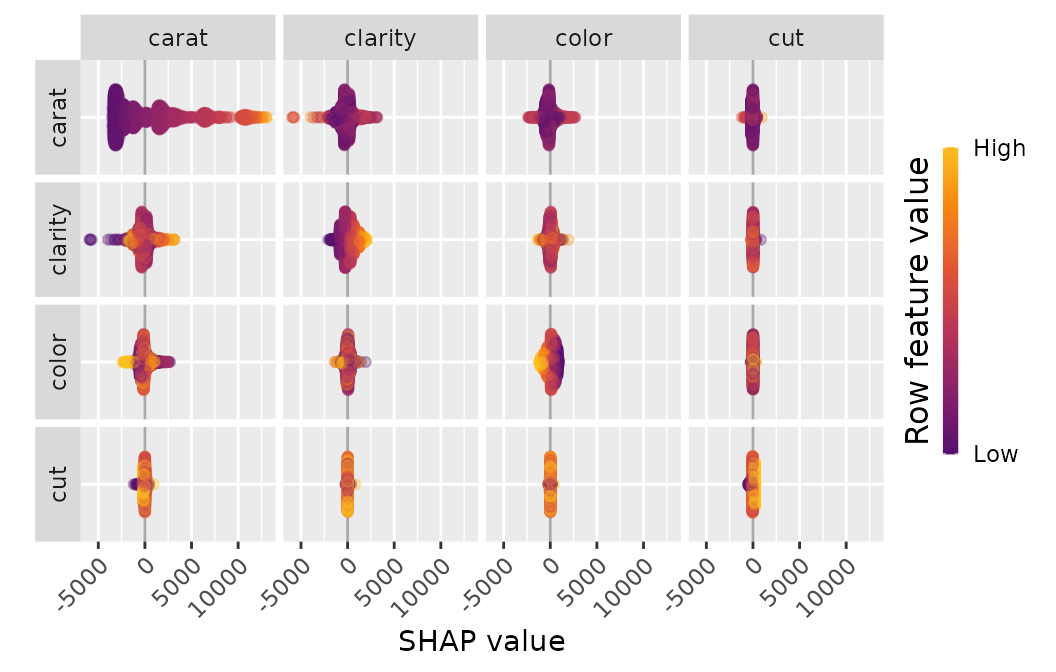 carat clarity color cut
carat
clarity
color
cut
-5000 0 5000 10000 -5000 0 5000 10000 -5000 0 5000 10000 -5000 0 5000 10000
SHAP value
Row feature value
High
Low